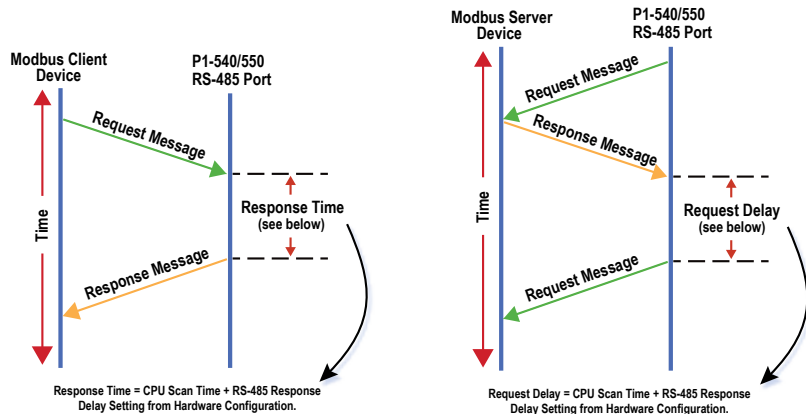 Modbus Client
Device
P1-540/550
RS-485 Port
Request Message
Time
Response Time
(see below)
Response Message
Response Time = CPU Scan Time + RS-485 Response
Delay Setting from Hardware Configuration.
Modbus Server
Device
P1-540/550
RS-485 Port
Request Message
Response Message
Time
Request Delay
(see below)
Request Message
Request Delay = CPU Scan Time + RS-485 Response
Delay Setting from Hardware Configuration.